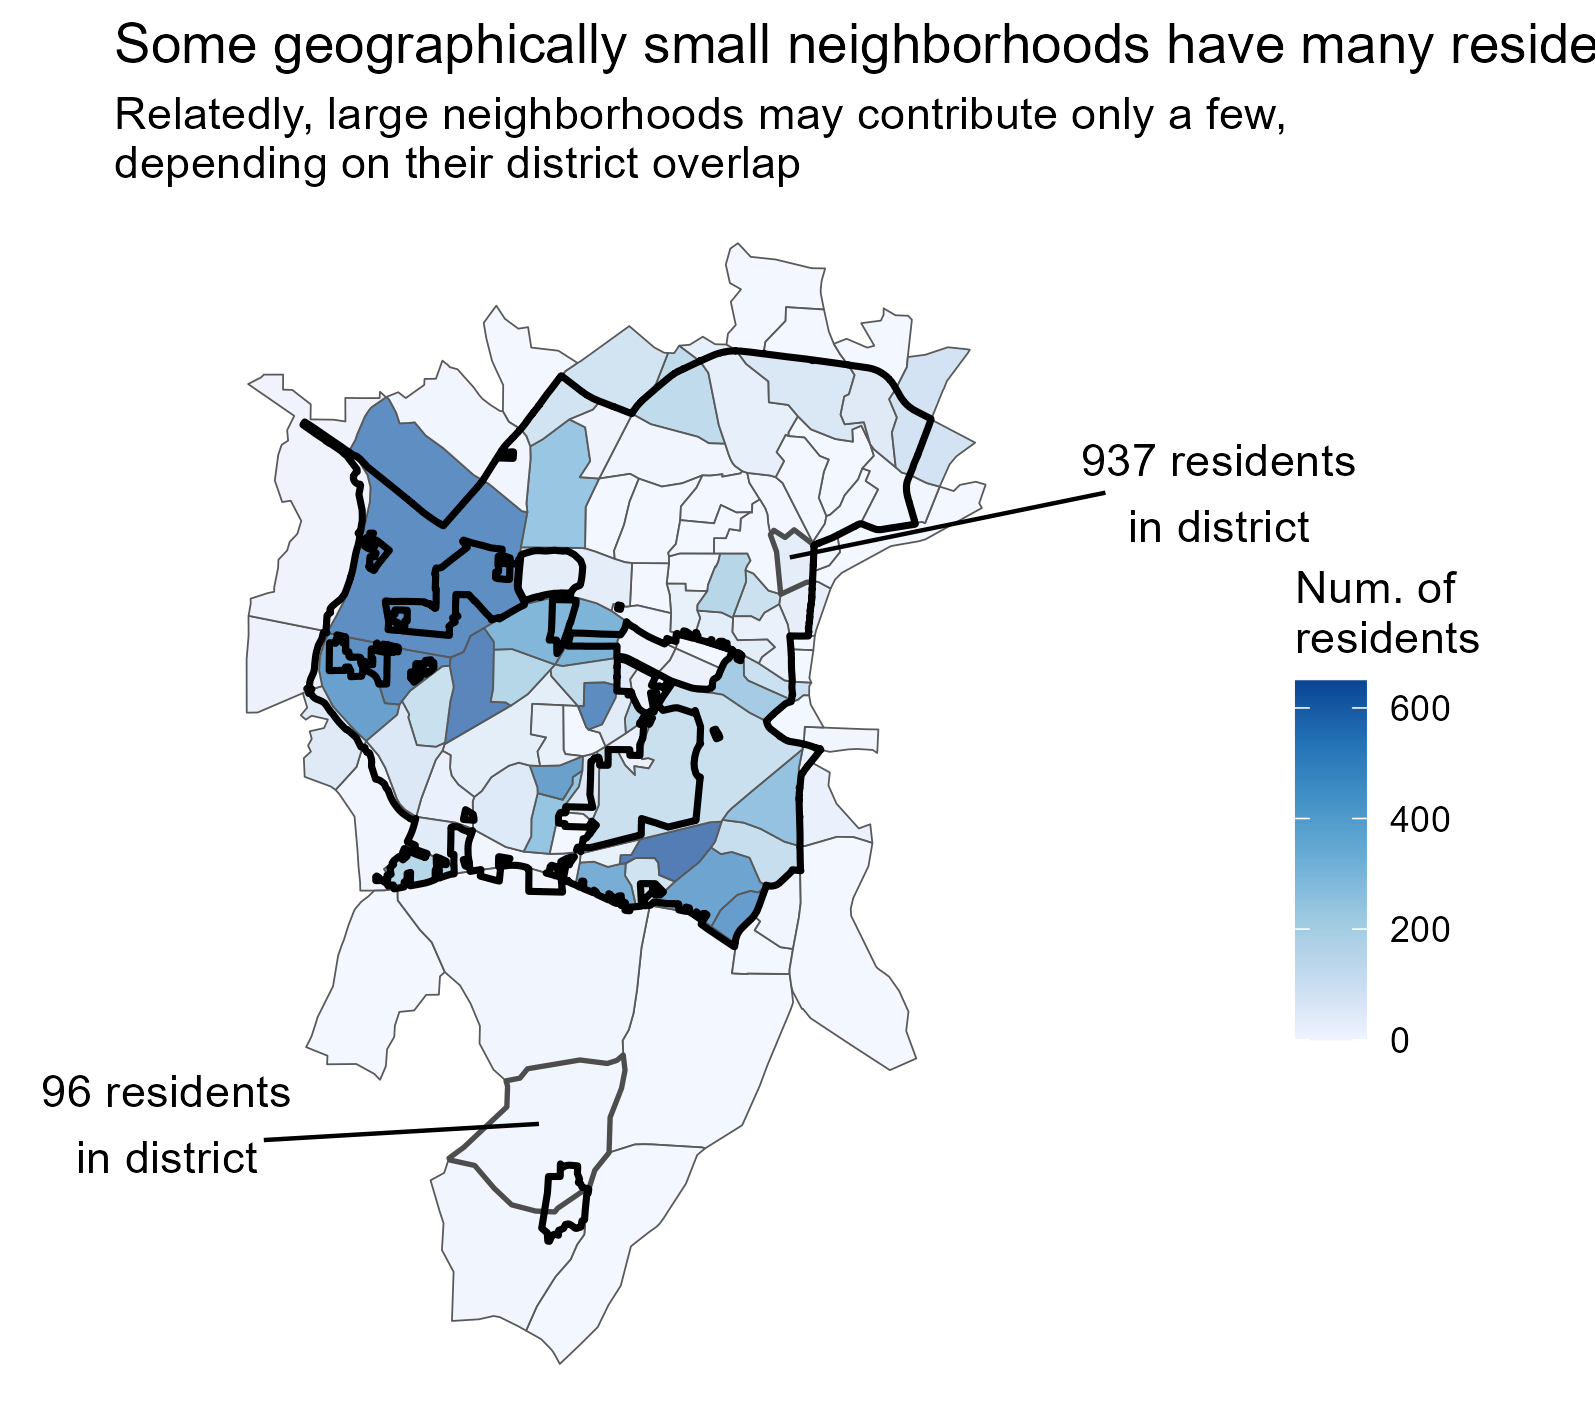 Some geographically small neighborhoods have many reside
Relatedly, large neighborhoods may contribute only a few,
depending on their district overlap
937 residents
in district
Num. of
residents
600
400
200
0
96 residents
in district